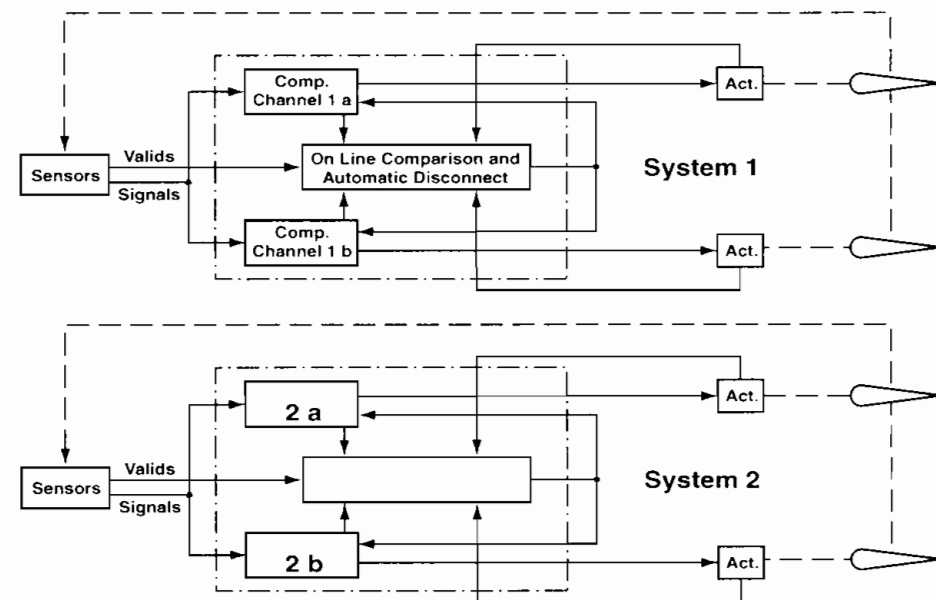 Comp.
Channel 1 a
Act.
Valids
Sensors
Signals
On Line Comparison and
Automatic Disconnect
System 1
Comp.
Channel 1 b
Act.
2 a
Act.
Valids
Sensors
Signals
System 2
2 b
Act.